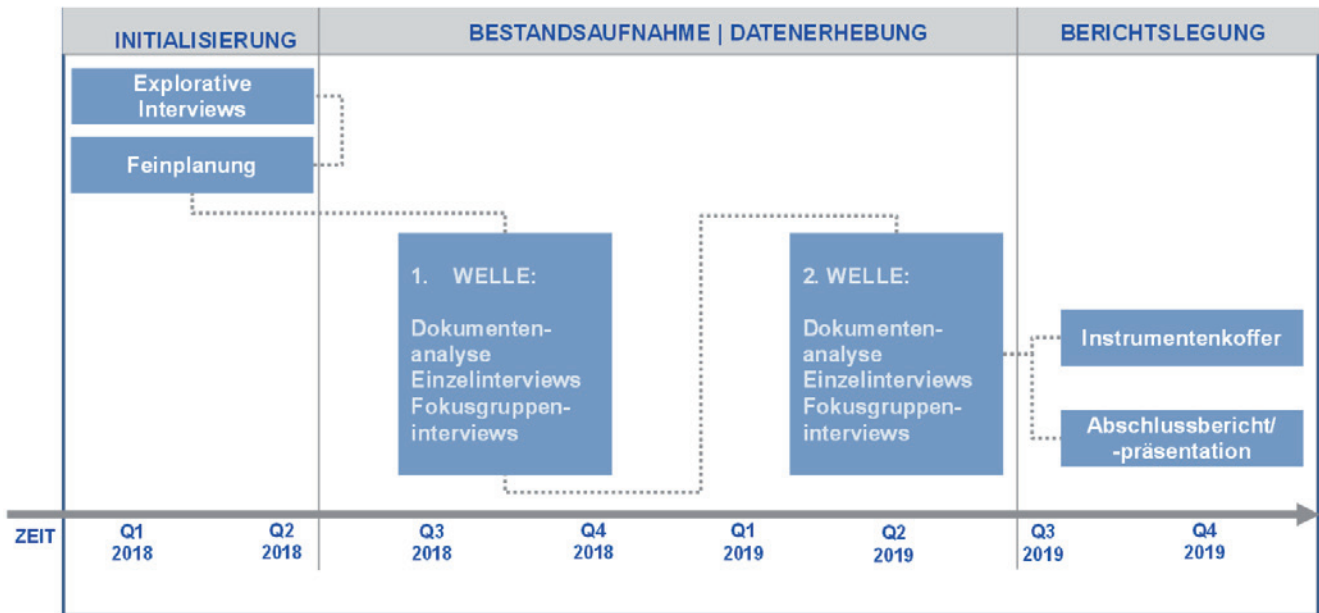 INITIALISIERUNG
BESTANDSAUFNAHME | DATENERHEBUNG
BERICHTSLEGUNG
Explorative
Interviews
Feinplanung
1. WELLE:
Dokumenten-
analyse
Einzelinterviews
Fokusgruppen-
interviews
2. WELLE:
Dokumenten-
analyse
Einzelinterviews
Fokusgruppen-
interviews
Instrumentenkoffer
Abschlussbericht/
-präsentation
ZEIT
Q1
2018
Q2
2018
Q3
2018
Q4
2018
Q1
2019
Q2
2019
Q3
2019
Q4
2019